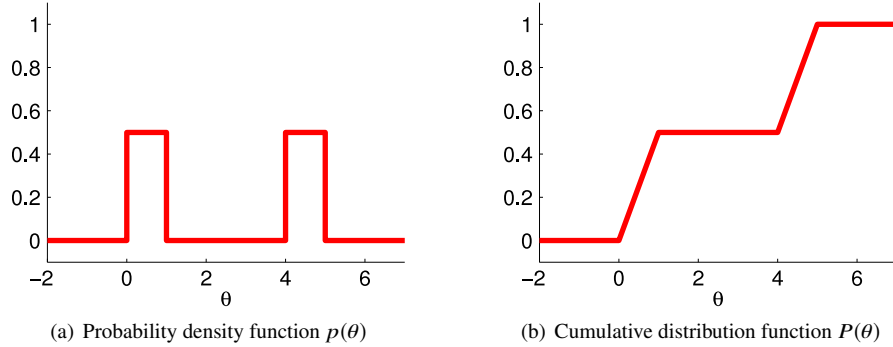 1
0.8
0.6
0.4
0.2
0
−2 0 2 4 6
θ
(a) Probability density function p(θ)
1
0.8
0.6
0.4
0.2
0
−2 0 2 4 6
θ
(b) Cumulative distribution function P(θ)